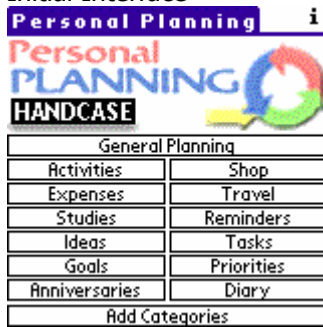 Initial Interface
Personal Planning i
Personal
PLANNING
HANDCASE
General Planning
Activities Shop
Expenses Travel
Studies Reminders
Ideas Tasks
Goals Priorities
Anniversaries Diary
Add Categories